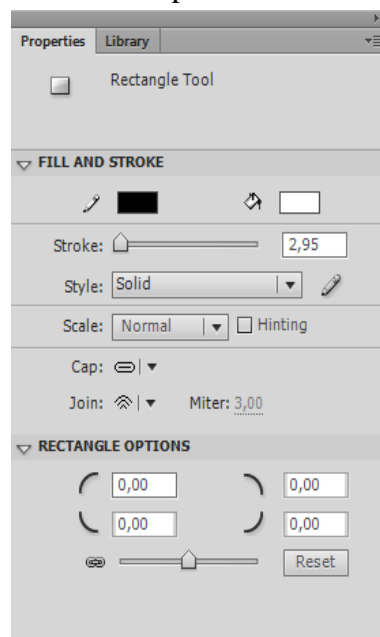 Properties Library
Rectangle Tool
FILL AND STROKE
Stroke: 2,95
Style: Solid
Scale: Normal Hinting
Cap:
Join: Miter: 3,00
RECTANGLE OPTIONS
0,00 0,00
0,00 0,00
Reset